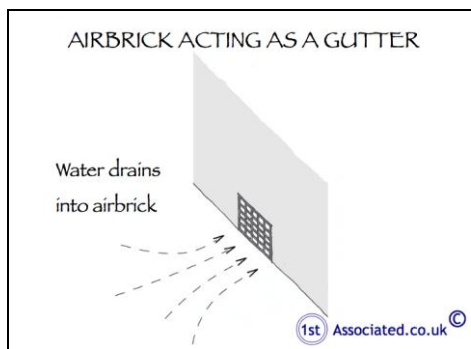 AIRBRICK ACTING AS A GUTTER
Water drains
into airbrick
1st Associated.co.uk ©